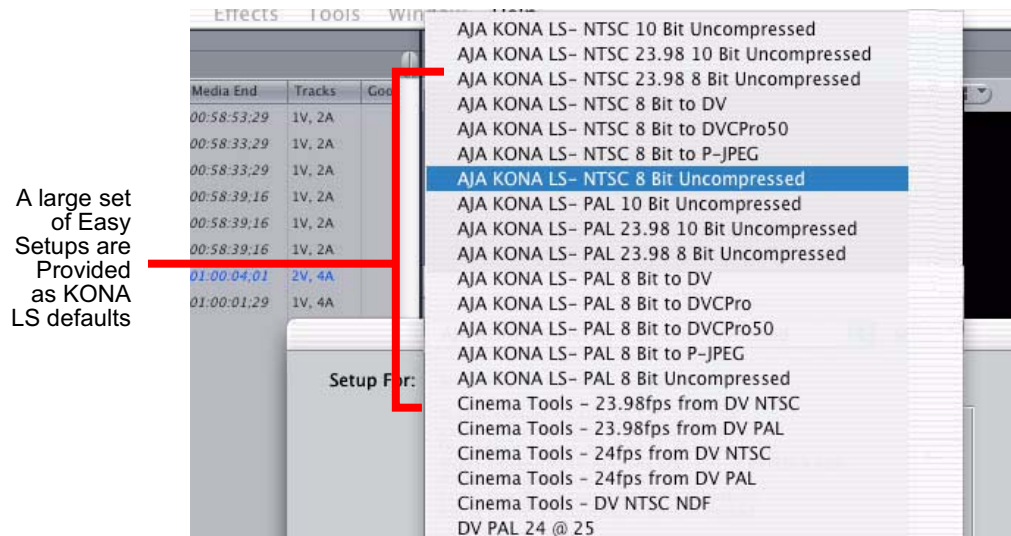 Effects Tools Window Help
Media End Tracks Goo
00:58:53;29 1V, 2A
00:58:33;29 1V, 2A
00:58:33;29 1V, 2A
00:58:39;16 1V, 2A
00:58:39;16 1V, 2A
00:58:39;16 1V, 2A
01:00:04;01 2V, 4A
01:00:01;29 1V, 4A
A large set
of Easy
Setups are
Provided
as KONA
LS defaults
Setup For:
AJA KONA LS- NTSC 10 Bit Uncompressed
AJA KONA LS- NTSC 23.98 10 Bit Uncompressed
AJA KONA LS- NTSC 23.98 8 Bit Uncompressed
AJA KONA LS- NTSC 8 Bit to DV
AJA KONA LS- NTSC 8 Bit to DVCPro50
AJA KONA LS- NTSC 8 Bit to P-JPEG
AJA KONA LS- NTSC 8 Bit Uncompressed
AJA KONA LS- PAL 10 Bit Uncompressed
AJA KONA LS- PAL 23.98 10 Bit Uncompressed
AJA KONA LS- PAL 23.98 8 Bit Uncompressed
AJA KONA LS- PAL 8 Bit to DV
AJA KONA LS- PAL 8 Bit to DVCPro
AJA KONA LS- PAL 8 Bit to DVCPro50
AJA KONA LS- PAL 8 Bit to P-JPEG
AJA KONA LS- PAL 8 Bit Uncompressed
Cinema Tools - 23.98fps from DV NTSC
Cinema Tools - 23.98fps from DV PAL
Cinema Tools - 24fps from DV NTSC
Cinema Tools - 24fps from DV PAL
Cinema Tools - DV NTSC NDF
DV PAL 24 @ 25